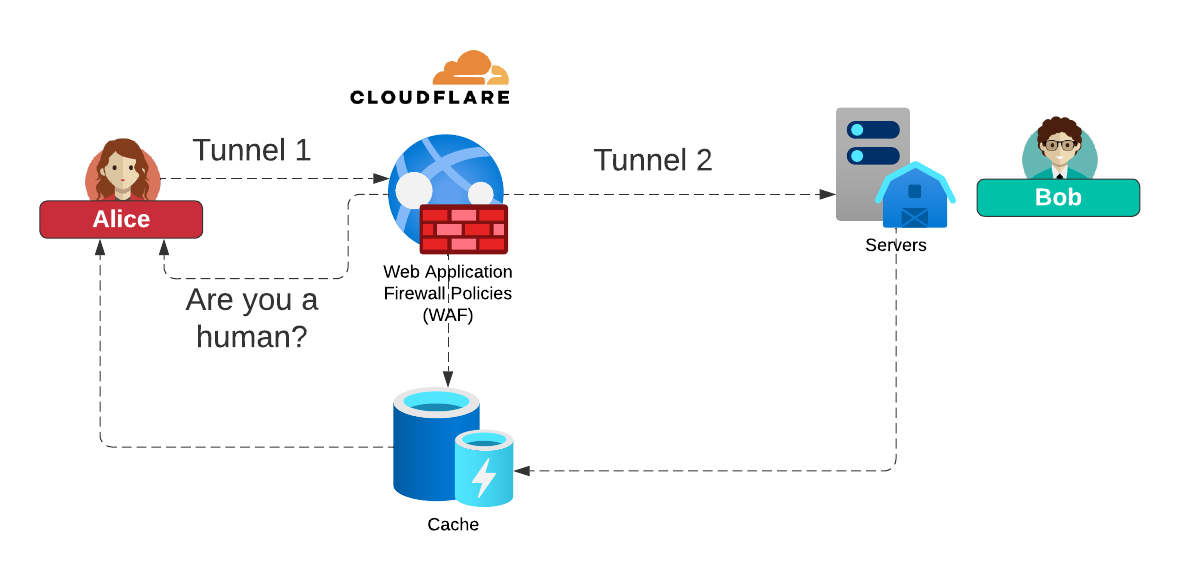 CLOUDFLARE
Tunnel 1
Tunnel 2
Alice
Bob
Servers
Web Application
Firewall Policies
(WAF)
Are you a
human?
Cache